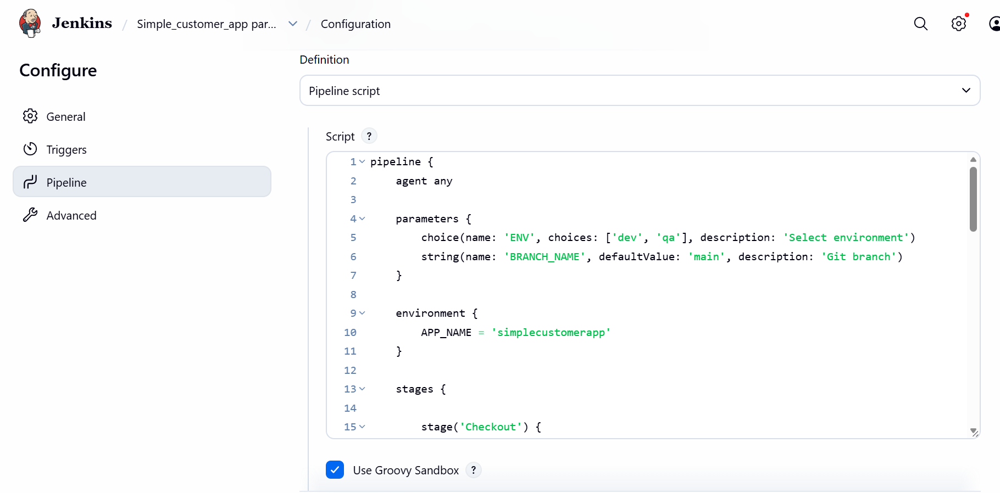 Jenkins / Simple_customer_app par... / Configuration
Configure
General
Triggers
Pipeline
Advanced
Definition
Pipeline script
Script ?
1 pipeline {
2     agent any
3
4     parameters {
5         choice(name: 'ENV', choices: ['dev', 'qa'], description: 'Select environment')
6         string(name: 'BRANCH_NAME', defaultValue: 'main', description: 'Git branch')
7     }
8
9     environment {
10         APP_NAME = 'simplecustomerapp'
11     }
12
13     stages {
14
15         stage('Checkout') {
Use Groovy Sandbox ?